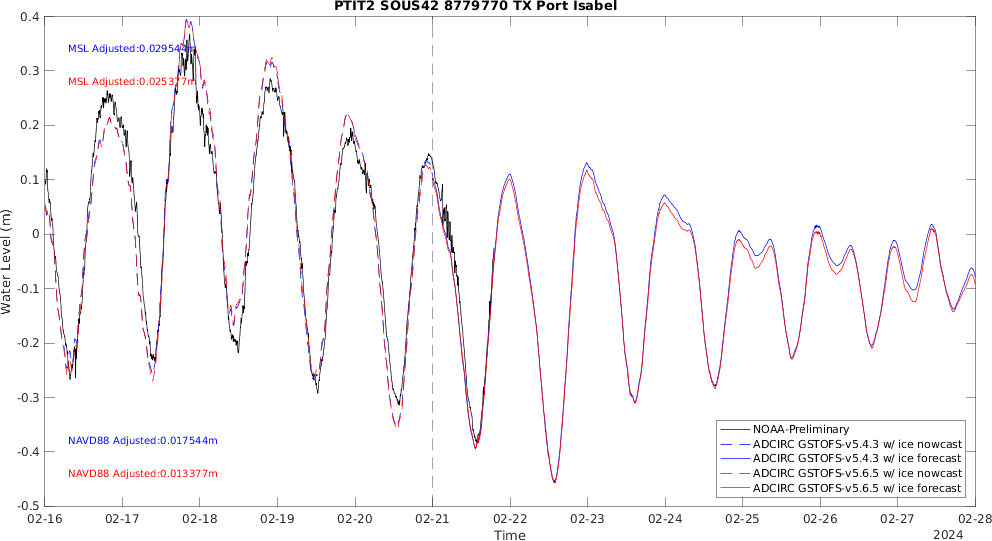 PTIT2 SOUS42 8779770 TX Port Isabel
0.4
MSL Adjusted:0.029544m
0.3
MSL Adjusted:0.025377m
0.2
0.1
0
-0.1
-0.2
-0.3
-0.4
-0.5
Water Level (m)
NAVD88 Adjusted:0.017544m
NAVD88 Adjusted:0.013377m
NOAA-Preliminary
ADCIRC GSTOFS-v5.4.3 w/ ice nowcast
ADCIRC GSTOFS-v5.4.3 w/ ice forecast
ADCIRC GSTOFS-v5.6.5 w/ ice nowcast
ADCIRC GSTOFS-v5.6.5 w/ ice forecast
02-16 02-17 02-18 02-19 02-20 02-21 02-22 02-23 02-24 02-25 02-26 02-27 02-28
Time
2024